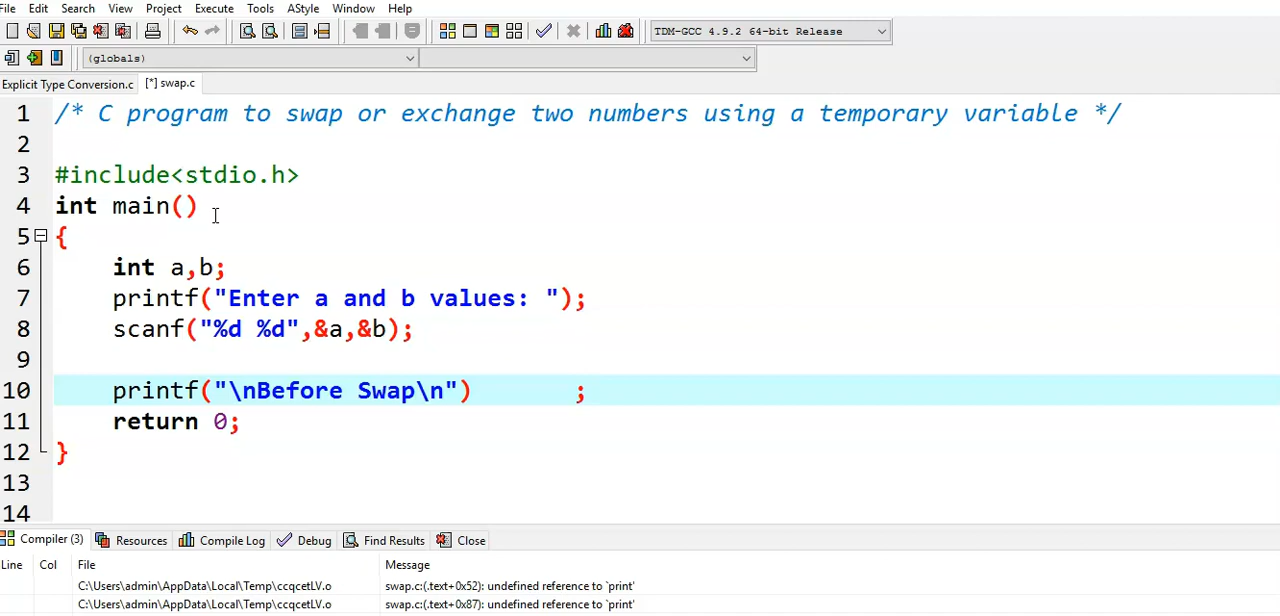 File Edit Search View Project Execute Tools AStyle Window Help
TDM-GCC 4.9.2 64-bit Release
(globals)
Explicit Type Conversion.c [*] swap.c
1 /* C program to swap or exchange two numbers using a temporary variable */
2
3 #include<stdio.h>
4 int main()
5 {
6 int a,b;
7 printf("Enter a and b values: ");
8 scanf("%d %d",&a,&b);
9
10 printf("\nBefore Swap\n") ;
11 return 0;
12 }
13
14
Compiler (3) Resources Compile Log Debug Find Results Close
Line Col File Message
C:\Users\admin\AppData\Local\Temp\ccqcetLV.o swap.c:(.text+0x52): undefined reference to `print'
C:\Users\admin\AppData\Local\Temp\ccqcetLV.o swap.c:(.text+0x87): undefined reference to `print'